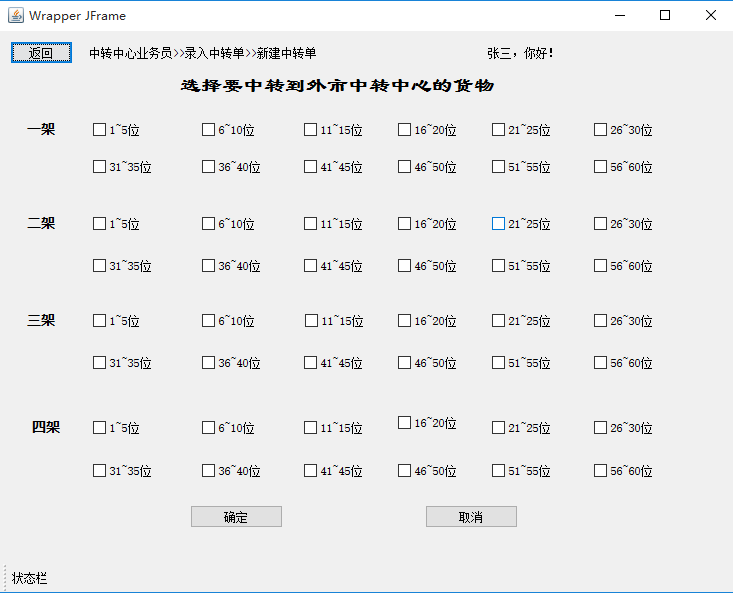 Wrapper JFrame
返回 中转中心业务员>>录入中转单>>新建中转单 张三，你好！
选择要中转到外市中转中心的货物
一架 1~5位 6~10位 11~15位 16~20位 21~25位 26~30位
31~35位 36~40位 41~45位 46~50位 51~55位 56~60位
二架 1~5位 6~10位 11~15位 16~20位 21~25位 26~30位
31~35位 36~40位 41~45位 46~50位 51~55位 56~60位
三架 1~5位 6~10位 11~15位 16~20位 21~25位 26~30位
31~35位 36~40位 41~45位 46~50位 51~55位 56~60位
四架 1~5位 6~10位 11~15位 16~20位 21~25位 26~30位
31~35位 36~40位 41~45位 46~50位 51~55位 56~60位
确定 取消
状态栏